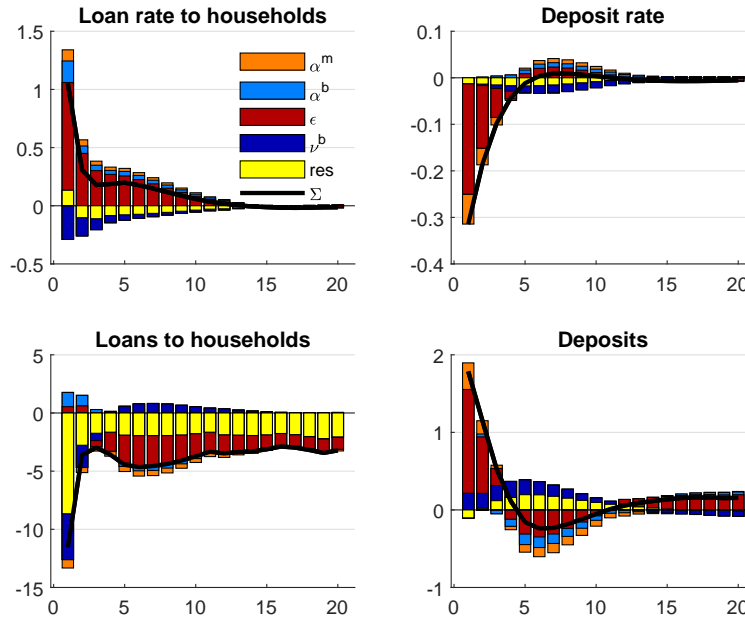 Loan rate to households
1.5
1
0.5
0
-0.5
0 5 10 15 20
α^m
α^b
ϵ
ν^b
res
Σ
Deposit rate
0.1
0
-0.1
-0.2
-0.3
-0.4
0 5 10 15 20
Loans to households
5
0
-5
-10
-15
0 5 10 15 20
Deposits
2
1
0
-1
0 5 10 15 20